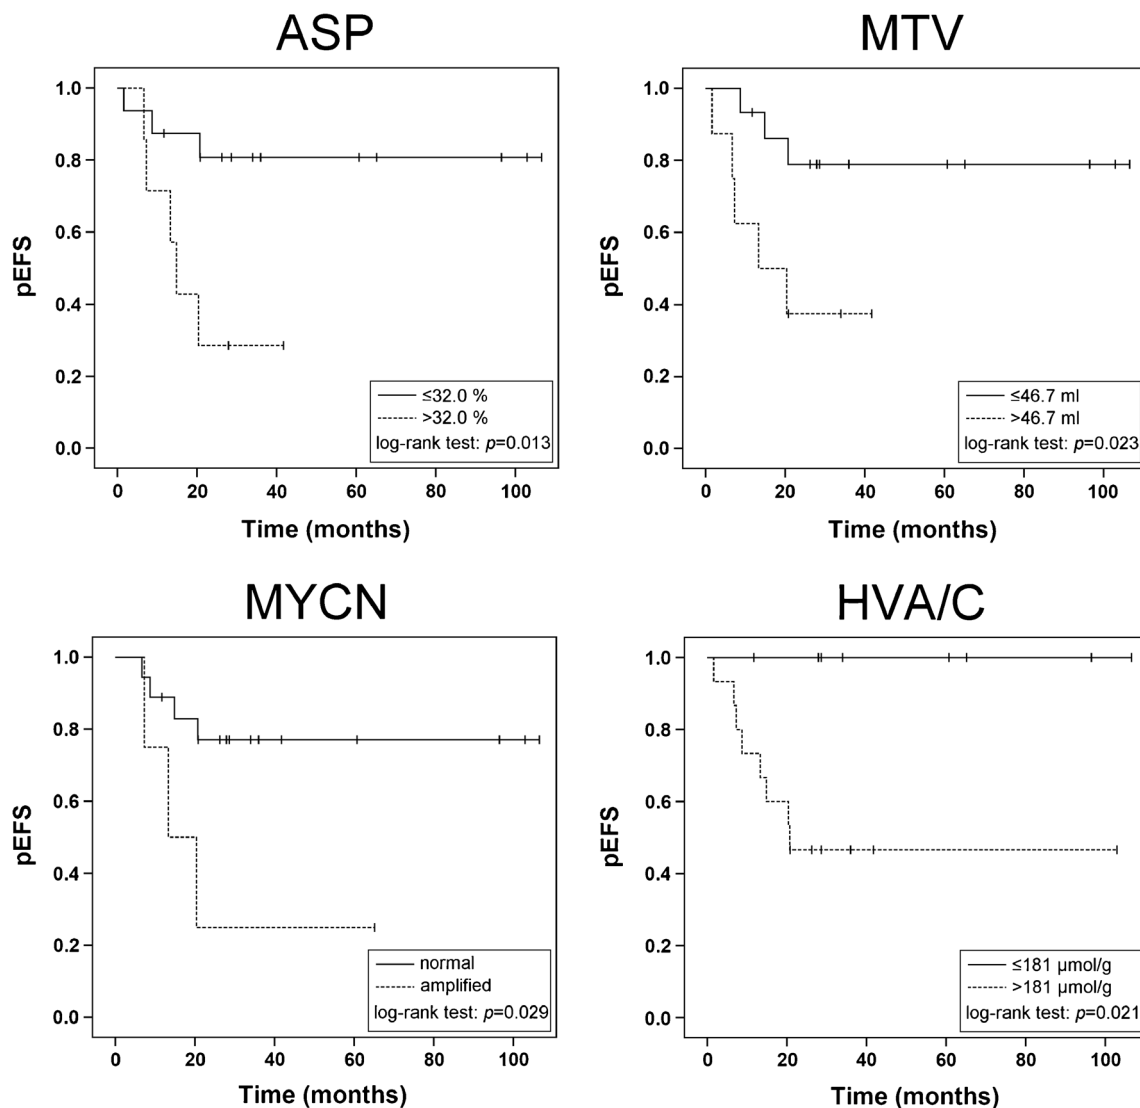 ASP
1.0
0.8
0.6
0.4
0.2
0.0
pEFS
≤32.0 %
>32.0 %
log-rank test: p=0.013
0 20 40 60 80 100
Time (months)
MTV
1.0
0.8
0.6
0.4
0.2
0.0
pEFS
≤46.7 ml
>46.7 ml
log-rank test: p=0.023
0 20 40 60 80 100
Time (months)
MYCN
1.0
0.8
0.6
0.4
0.2
0.0
pEFS
normal
amplified
log-rank test: p=0.029
0 20 40 60 80 100
Time (months)
HVA/C
1.0
0.8
0.6
0.4
0.2
0.0
pEFS
≤181 µmol/g
>181 µmol/g
log-rank test: p=0.021
0 20 40 60 80 100
Time (months)